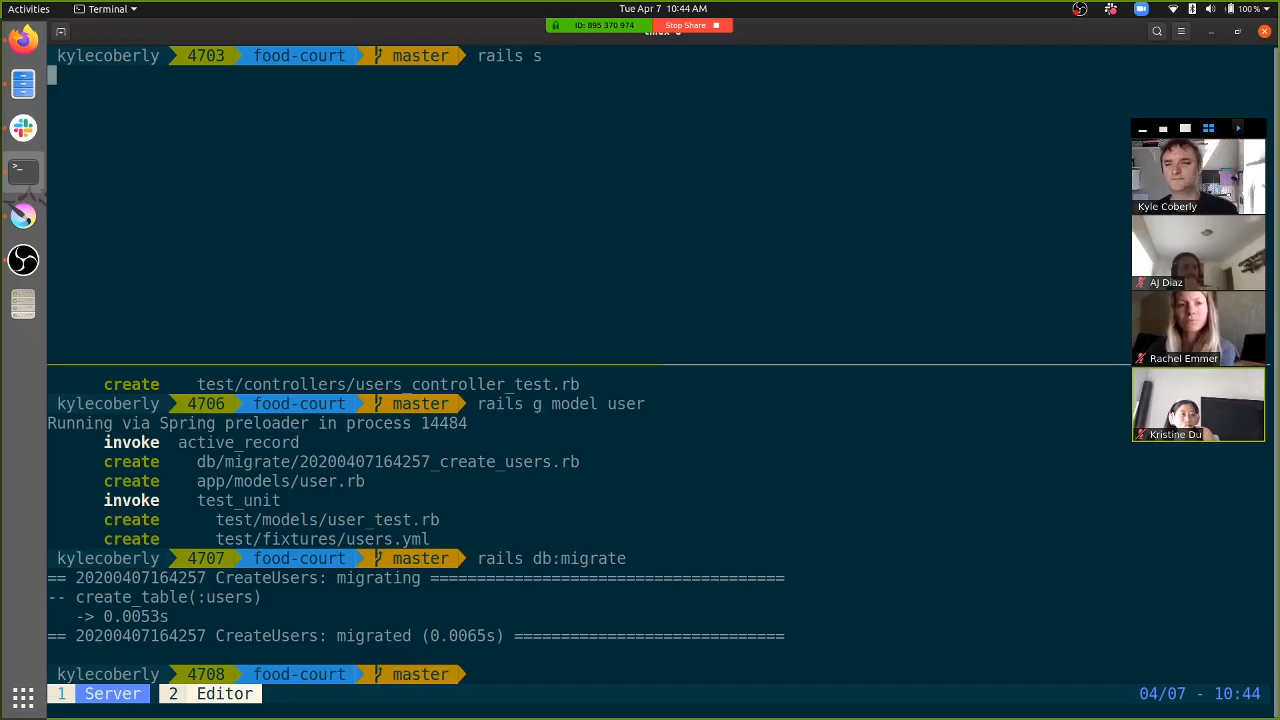 Activities
Terminal
Tue Apr 7 10:44 AM
100 %
ID: 895 370 974
Stop Share
kylecoberly 4703 food-court master rails s
Kyle Coberly
AJ Diaz
Rachel Emmer
Kristine Du
create test/controllers/users_controller_test.rb
kylecoberly 4706 food-court master rails g model user
Running via Spring preloader in process 14484
invoke active_record
create db/migrate/20200407164257_create_users.rb
create app/models/user.rb
invoke test_unit
create test/models/user_test.rb
create test/fixtures/users.yml
kylecoberly 4707 food-court master rails db:migrate
== 20200407164257 CreateUsers: migrating ======================================
-- create_table(:users)
-> 0.0053s
== 20200407164257 CreateUsers: migrated (0.0065s) =============================
kylecoberly 4708 food-court master
1 Server 2 Editor
04/07 - 10:44